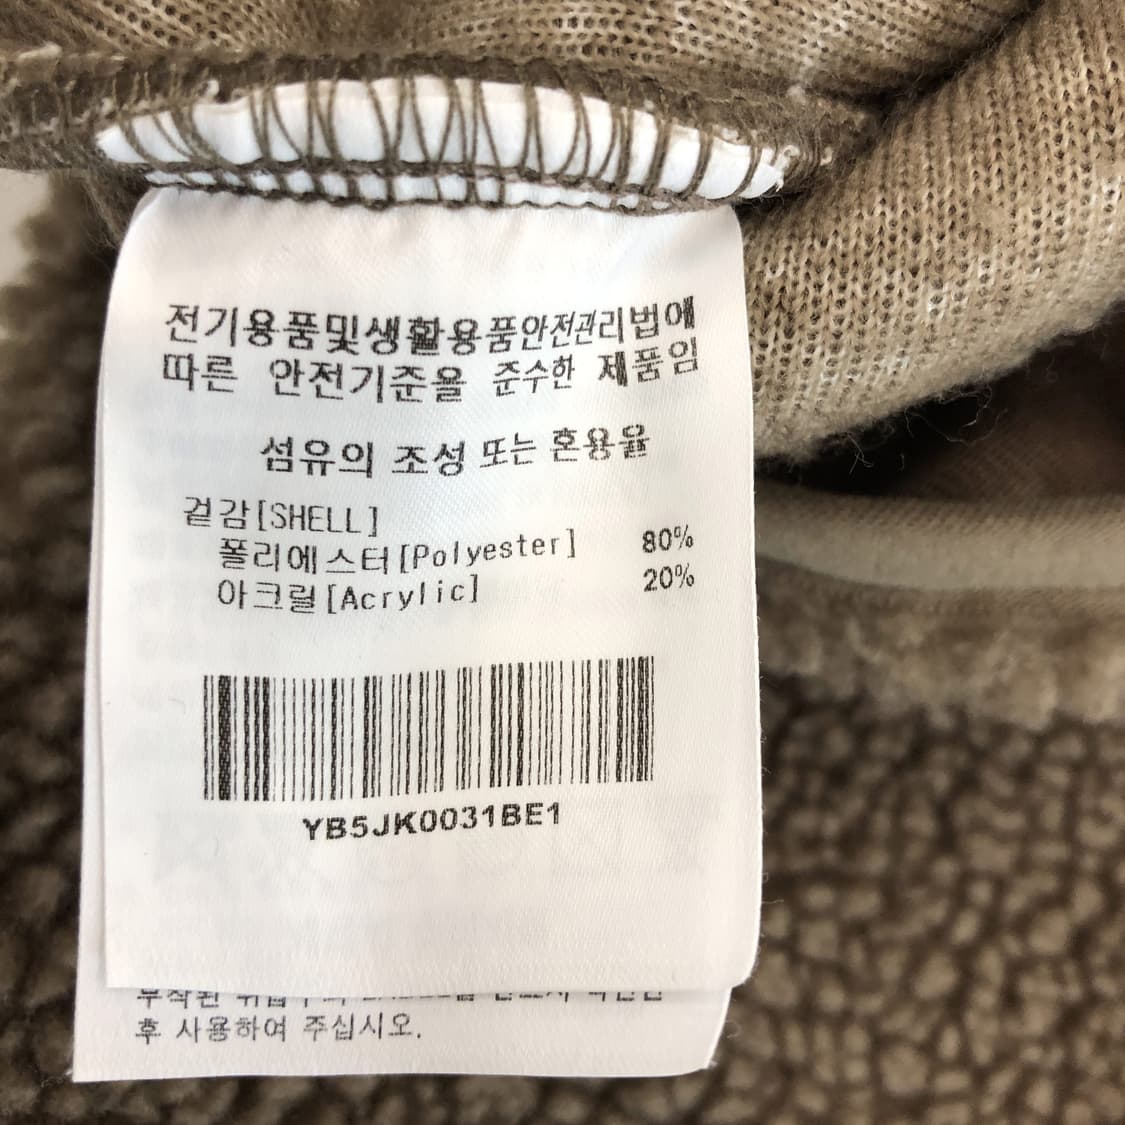 전기용품및생활용품안전관리법에
따른 안전기준을 준수한 제품임
섬유의 조성 또는 혼용율
겉감[SHELL]
폴리에스터[Polyester] 80%
아크릴[Acrylic] 20%
YB5JK0031BE1
부착된
후 사용하여 주십시오.